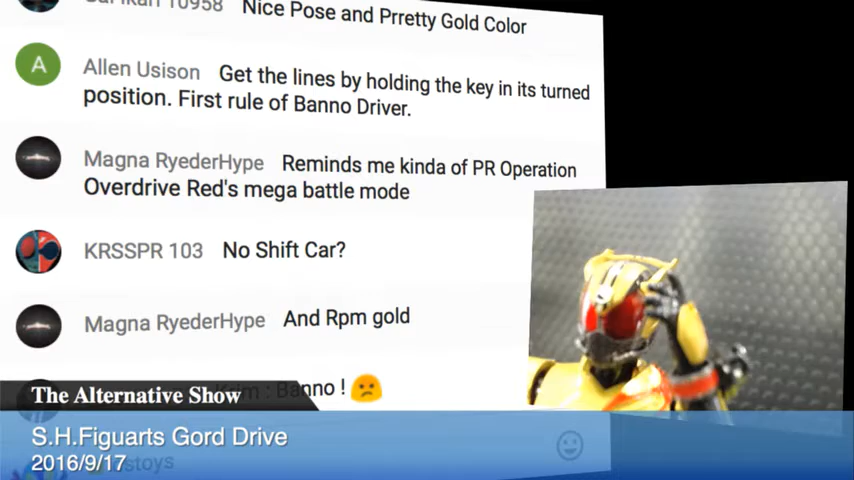 10958 Nice Pose and Prretty Gold Color
A
Allen Usison Get the lines by holding the key in its turned
position. First rule of Banno Driver.
Magna RyederHype Reminds me kinda of PR Operation
Overdrive Red's mega battle mode
KRSSPR 103 No Shift Car?
Magna RyederHype And Rpm gold
Krim : Banno ! 😕
The Alternative Show
S.H.Figuarts Gord Drive
2016/9/17
toys